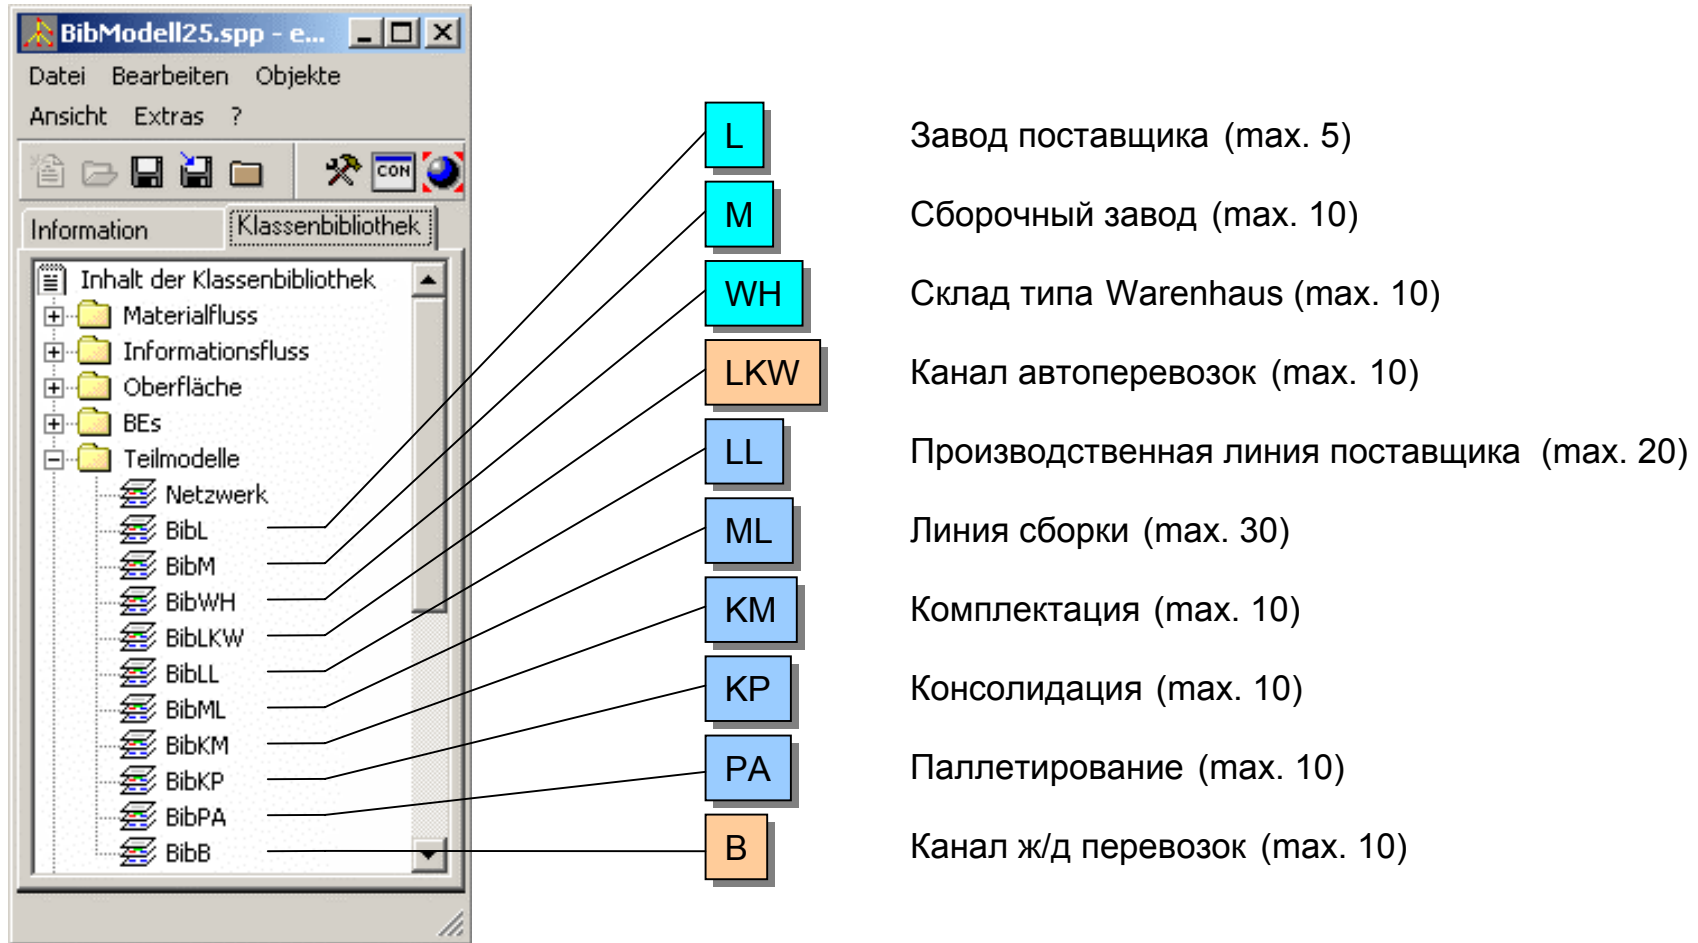 BibModell25.spp - e...
Datei Bearbeiten Objekte
Ansicht Extras ?
CON
Information Klassenbibliothek
Inhalt der Klassenbibliothek
Materialfluss
Informationsfluss
Oberfläche
BEs
Teilmodelle
Netzwerk
BibL
BibM
BibWH
BibLKW
BibLL
BibML
BibKM
BibKP
BibPA
BibB
L Завод поставщика (max. 5)
M Сборочный завод (max. 10)
WH Склад типа Warenhaus (max. 10)
LKW Канал автоперевозок (max. 10)
LL Производственная линия поставщика (max. 20)
ML Линия сборки (max. 30)
KM Комплектация (max. 10)
KP Консолидация (max. 10)
PA Паллетирование (max. 10)
B Канал ж/д перевозок (max. 10)